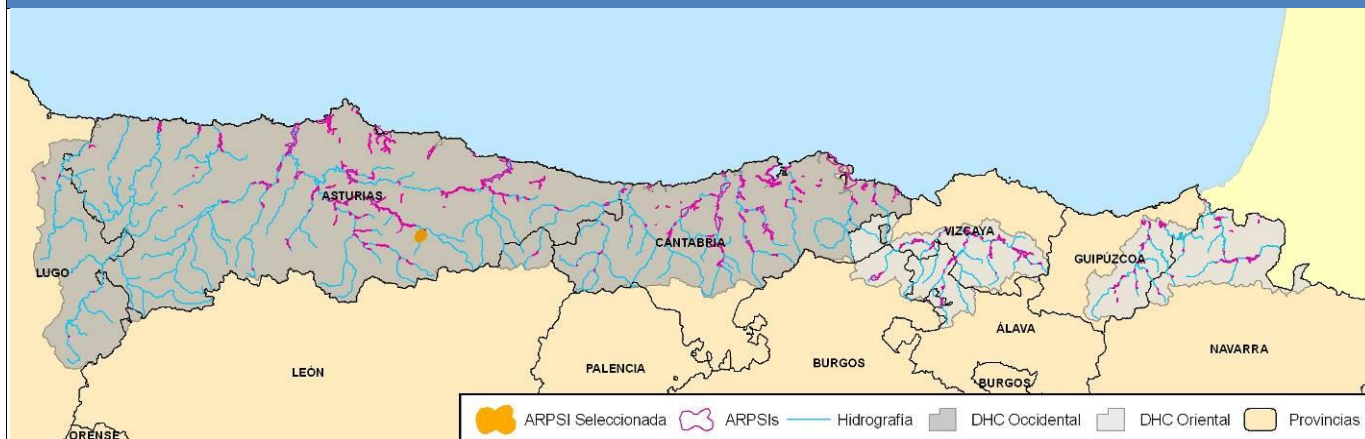 ASTURIAS
LUGO
CANTABRIA
VIZCAYA
GUIPÚZCOA
ÁLAVA
NAVARRA
LEÓN
PALENCIA
BURGOS
BURGOS
ORENSE
ARPSI Seleccionada
ARPSIs
Hidrografía
DHC Occidental
DHC Oriental
Provincias